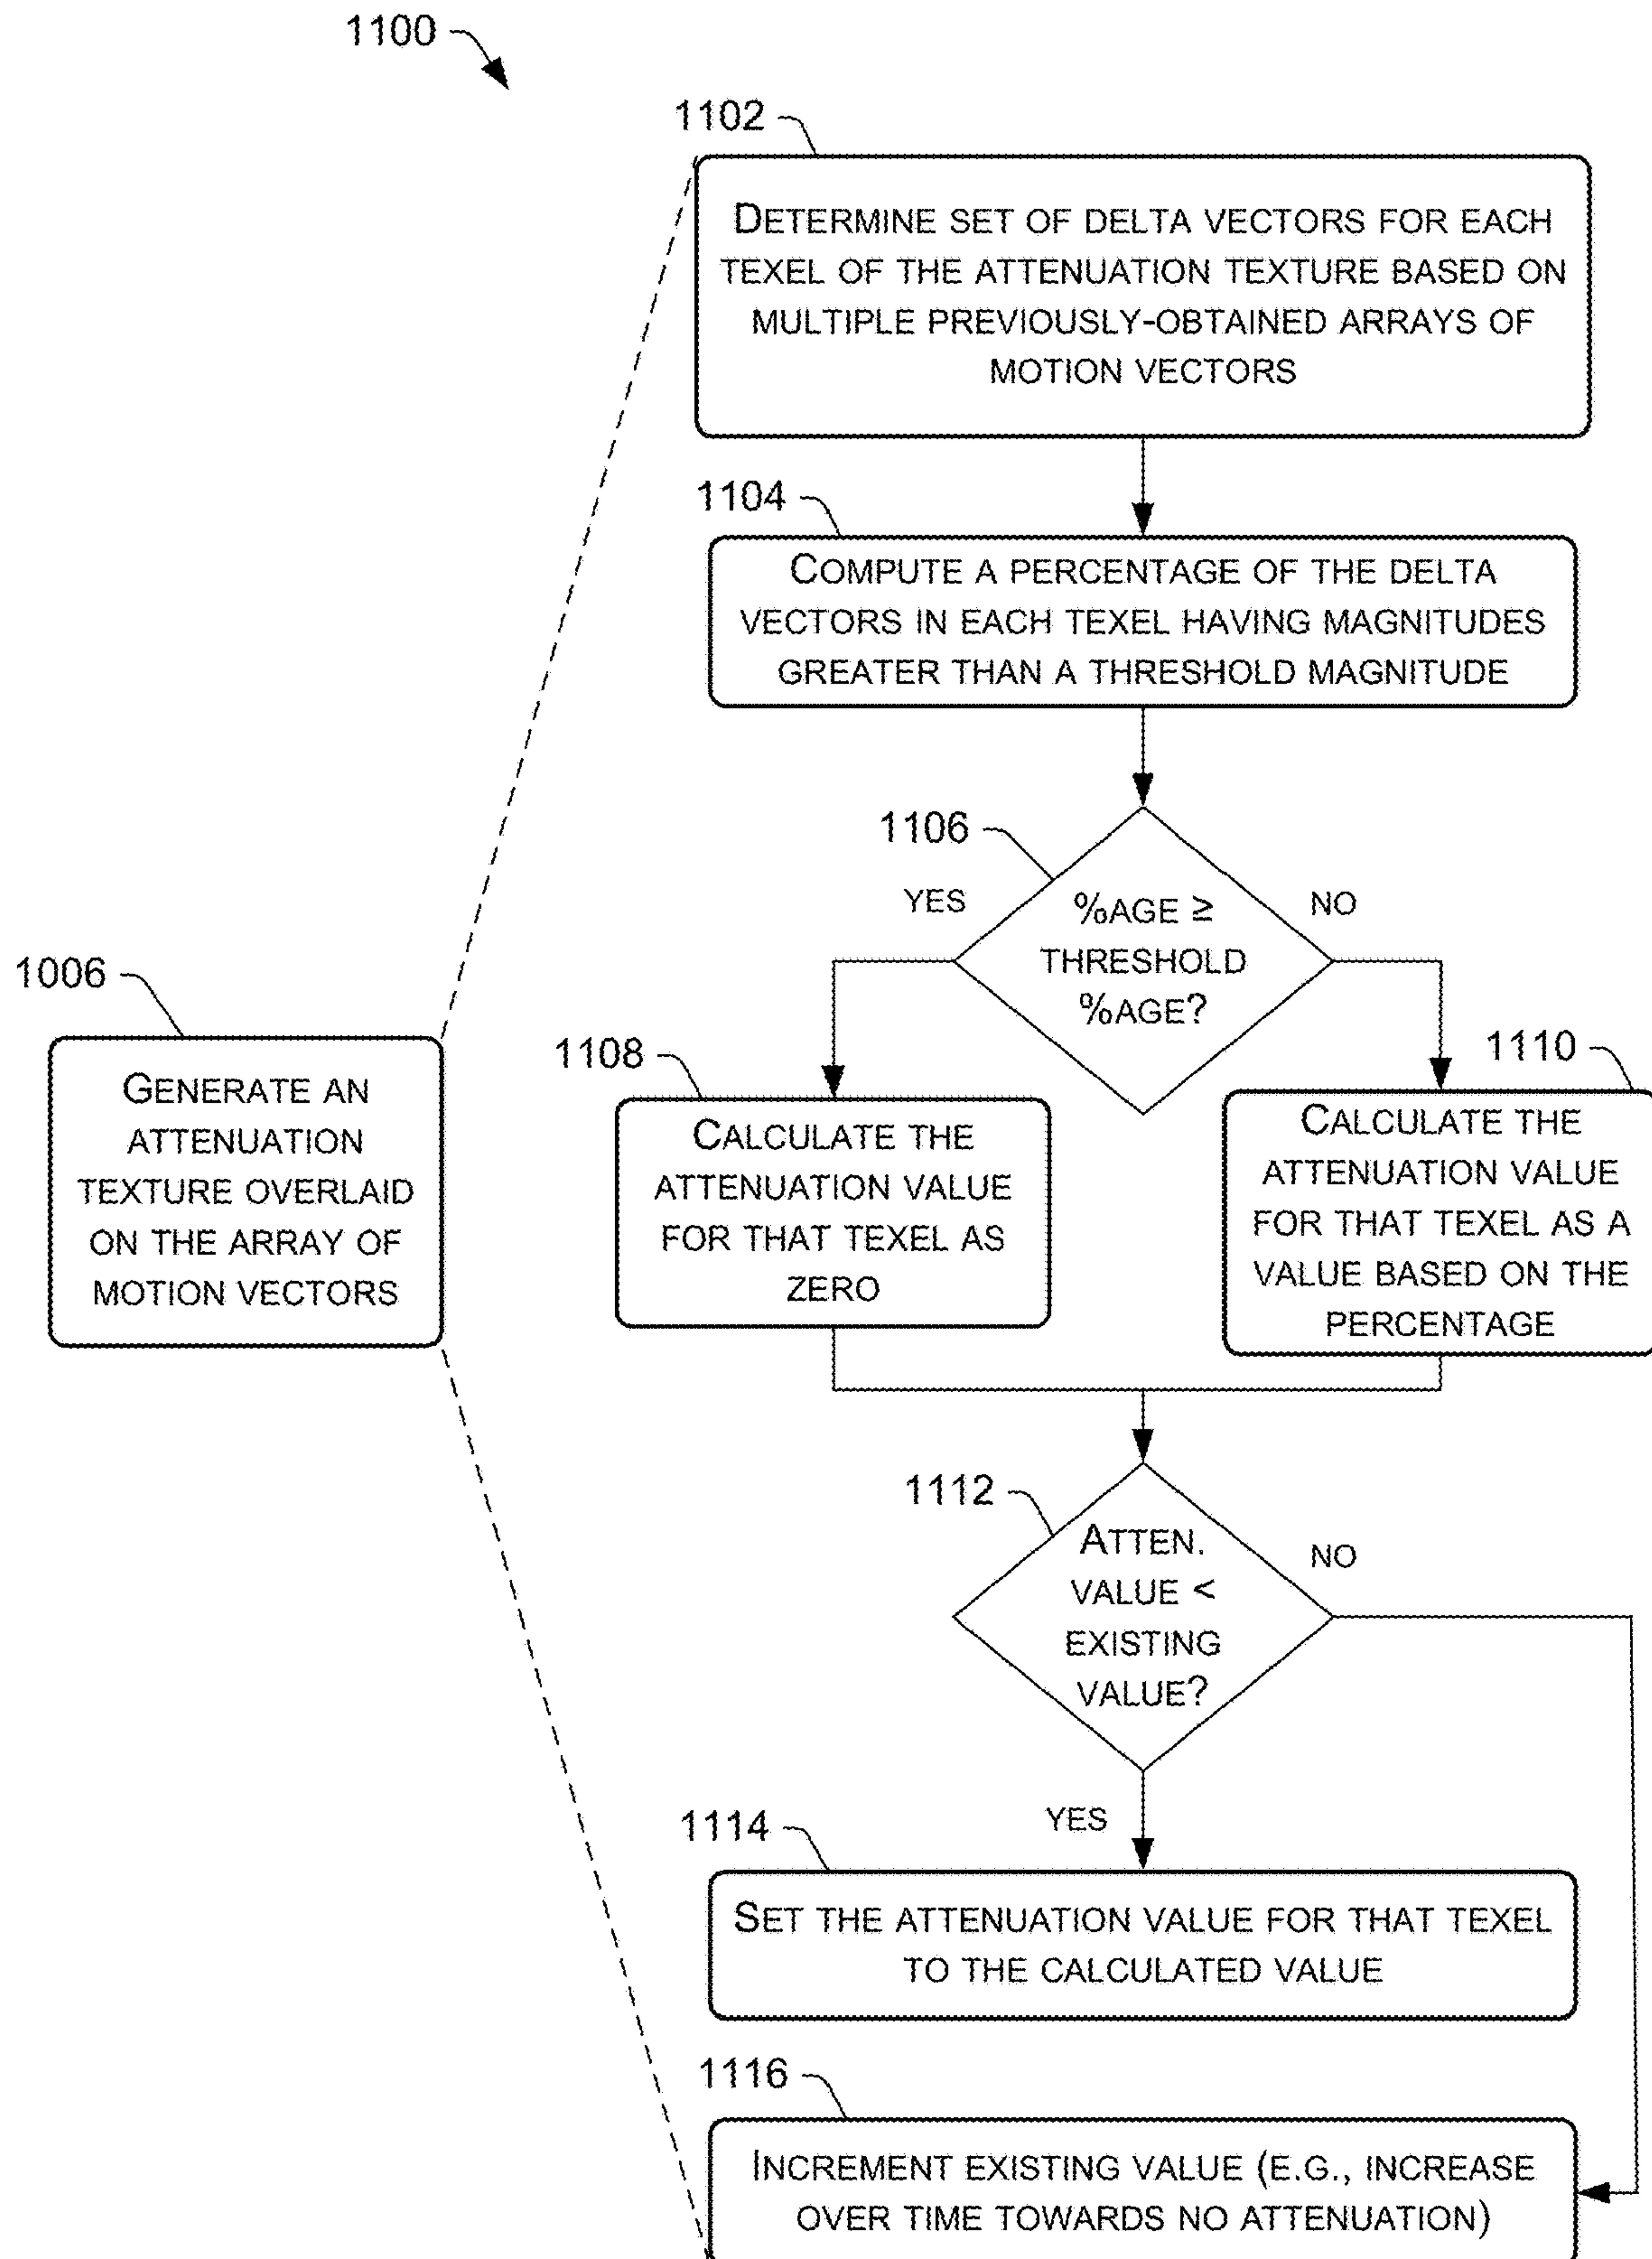 1100
1102
DETERMINE SET OF DELTA VECTORS FOR EACH
TEXEL OF THE ATTENUATION TEXTURE BASED ON
MULTIPLE PREVIOUSLY-OBTAINED ARRAYS OF
MOTION VECTORS
1104
COMPUTE A PERCENTAGE OF THE DELTA
VECTORS IN EACH TEXEL HAVING MAGNITUDES
GREATER THAN A THRESHOLD MAGNITUDE
1106
YES
%AGE ≥
THRESHOLD
%AGE?
NO
1006
GENERATE AN
ATTENUATION
TEXTURE OVERLAID
ON THE ARRAY OF
MOTION VECTORS
1108
CALCULATE THE
ATTENUATION VALUE
FOR THAT TEXEL AS
ZERO
1110
CALCULATE THE
ATTENUATION VALUE
FOR THAT TEXEL AS A
VALUE BASED ON THE
PERCENTAGE
1112
ATTEN.
VALUE <
EXISTING
VALUE?
NO
YES
1114
SET THE ATTENUATION VALUE FOR THAT TEXEL
TO THE CALCULATED VALUE
1116
INCREMENT EXISTING VALUE (E.G., INCREASE
OVER TIME TOWARDS NO ATTENUATION)